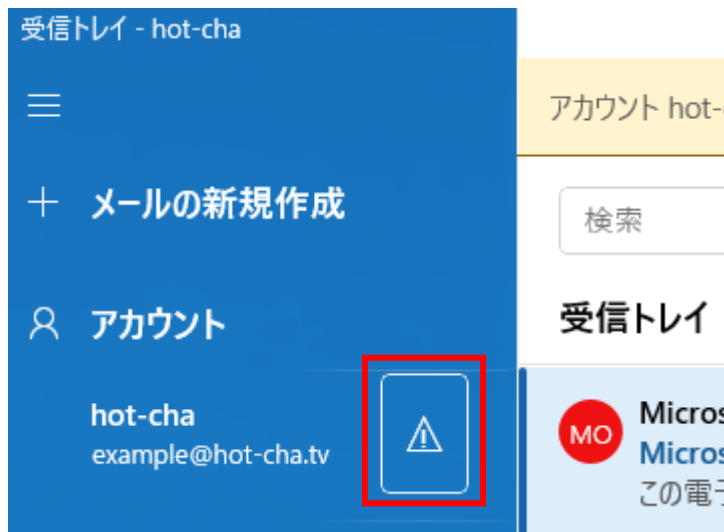 受信トレイ - hot-cha
アカウント hot-
メールの新規作成
検索
アカウント
受信トレイ
hot-cha
example@hot-cha.tv
MO
Micros
Micros
この電